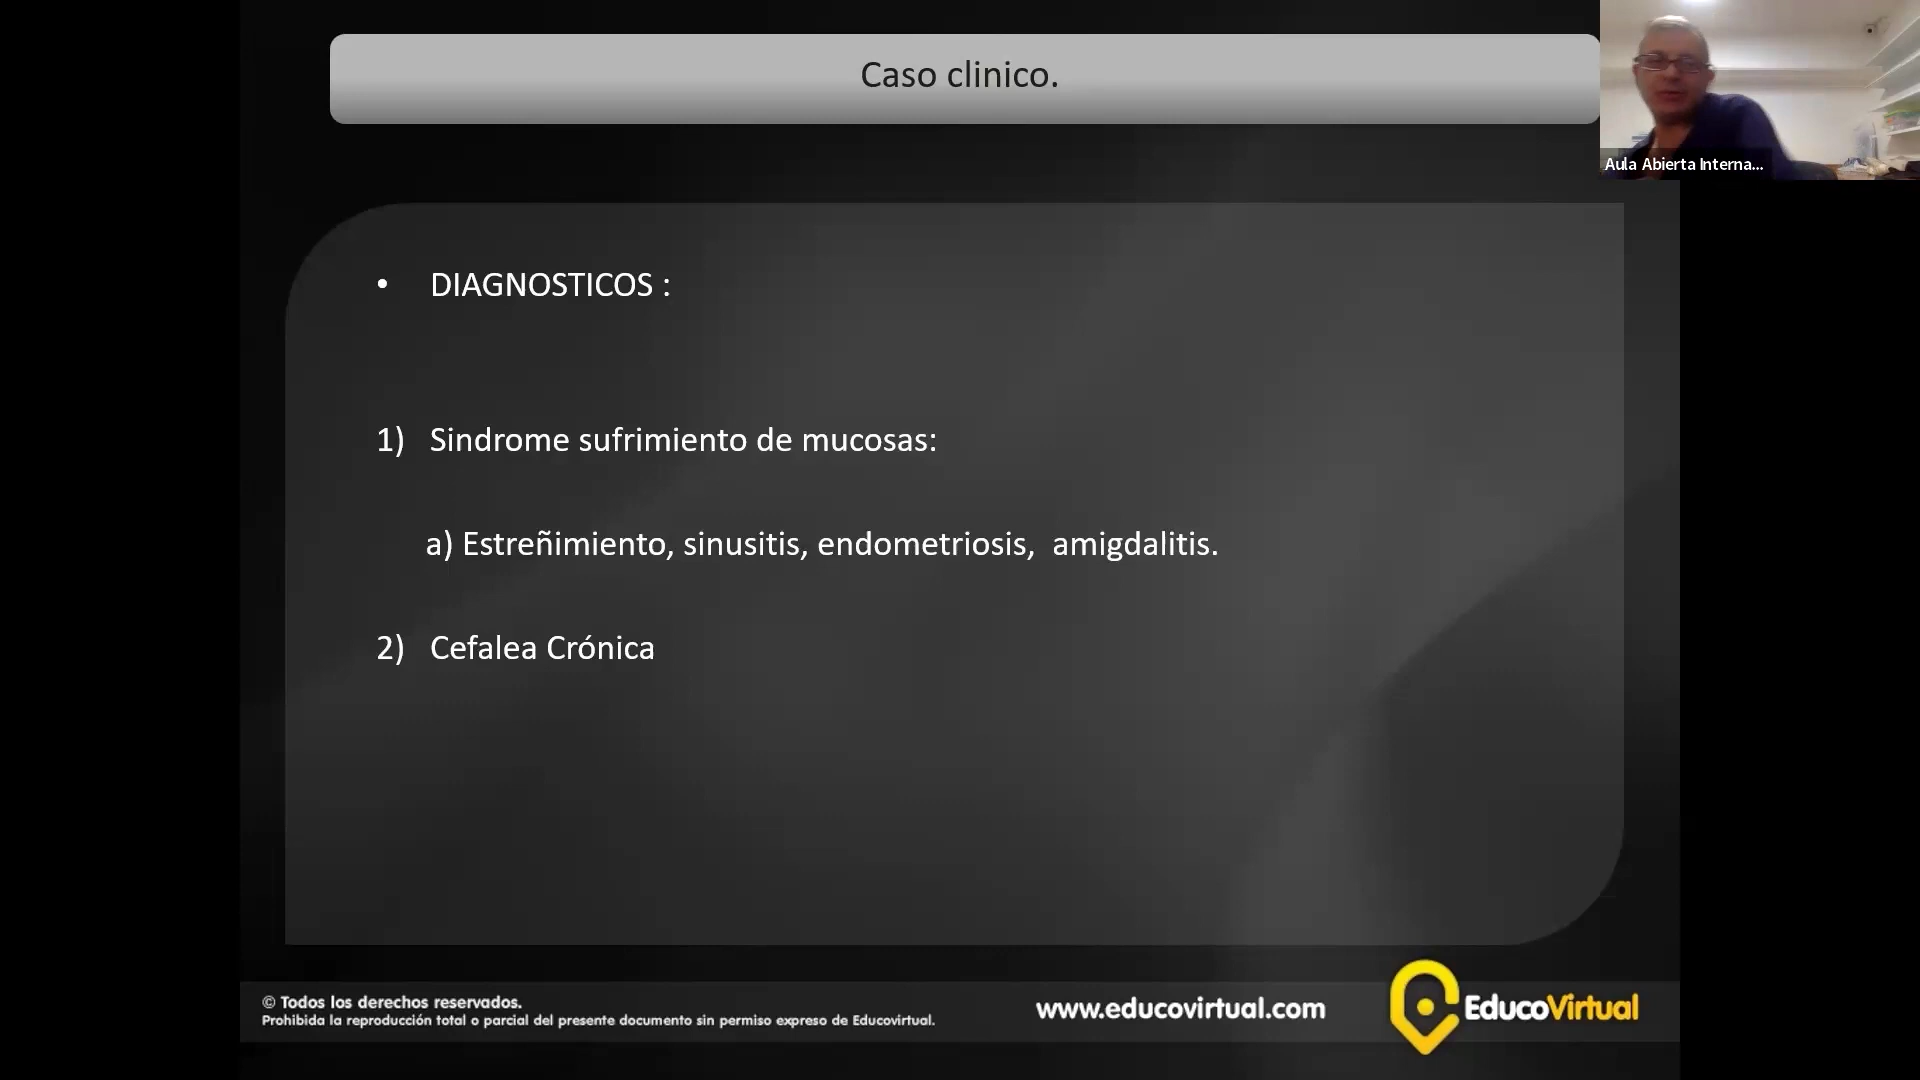 Caso clinico.
Aula Abierta Interna...
• DIAGNOSTICOS :
1) Sindrome sufrimiento de mucosas:
a) Estreñimiento, sinusitis, endometriosis, amigdalitis.
2) Cefalea Crónica
© Todos los derechos reservados.
Prohibida la reproducción total o parcial del presente documento sin permiso expreso de Educovirtual.
www.educovirtual.com
EducoVirtual